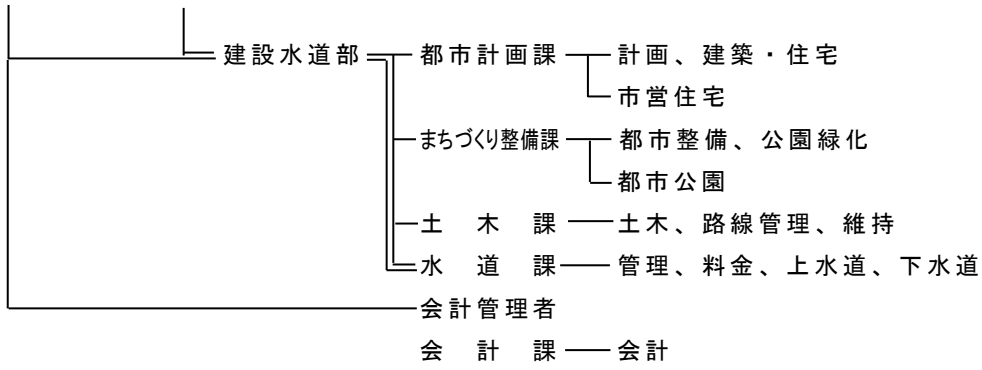 建設水道部 都市計画課 計画、建築・住宅
市営住宅
まちづくり整備課 都市整備、公園緑化
都市公園
土木課 土木、路線管理、維持
水道課 管理、料金、上水道、下水道
会計管理者
会計課 会計